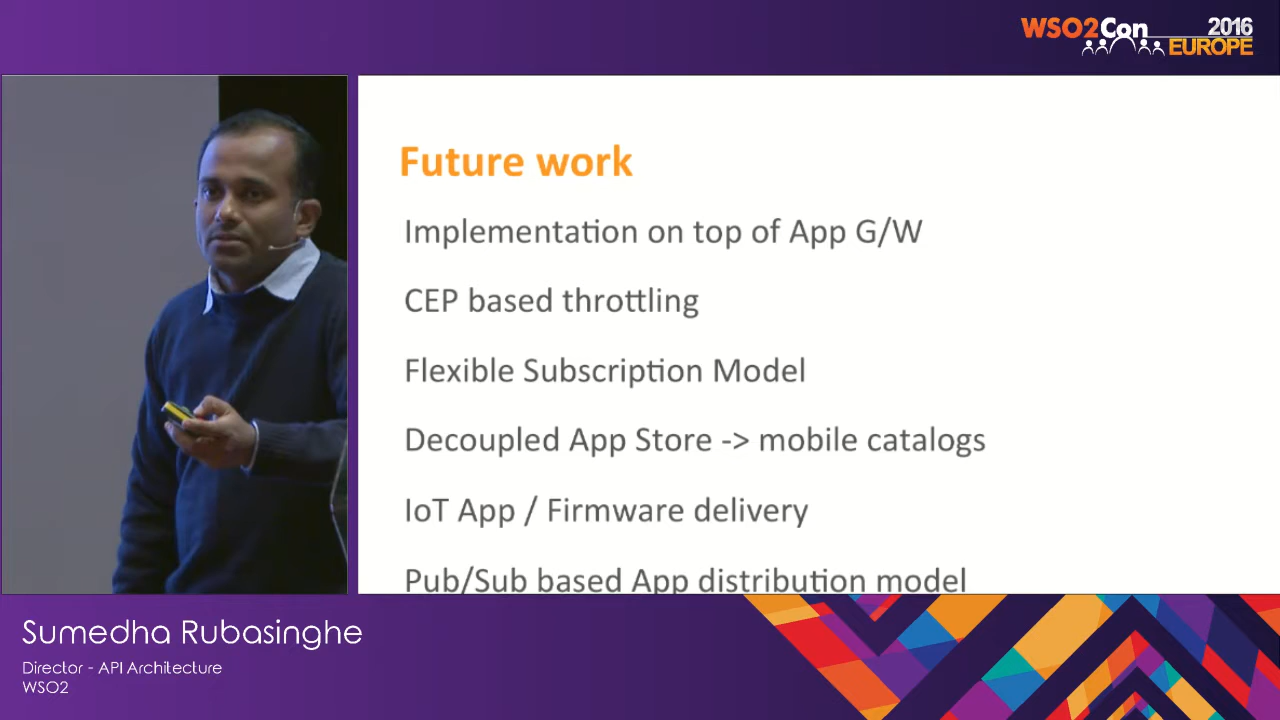 WSO2Con 2016
EUROPE
Future work
Implementation on top of App G/W
CEP based throttling
Flexible Subscription Model
Decoupled App Store -> mobile catalogs
IoT App / Firmware delivery
Pub/Sub based App distribution model
Sumedha Rubasinghe
Director - API Architecture
WSO2